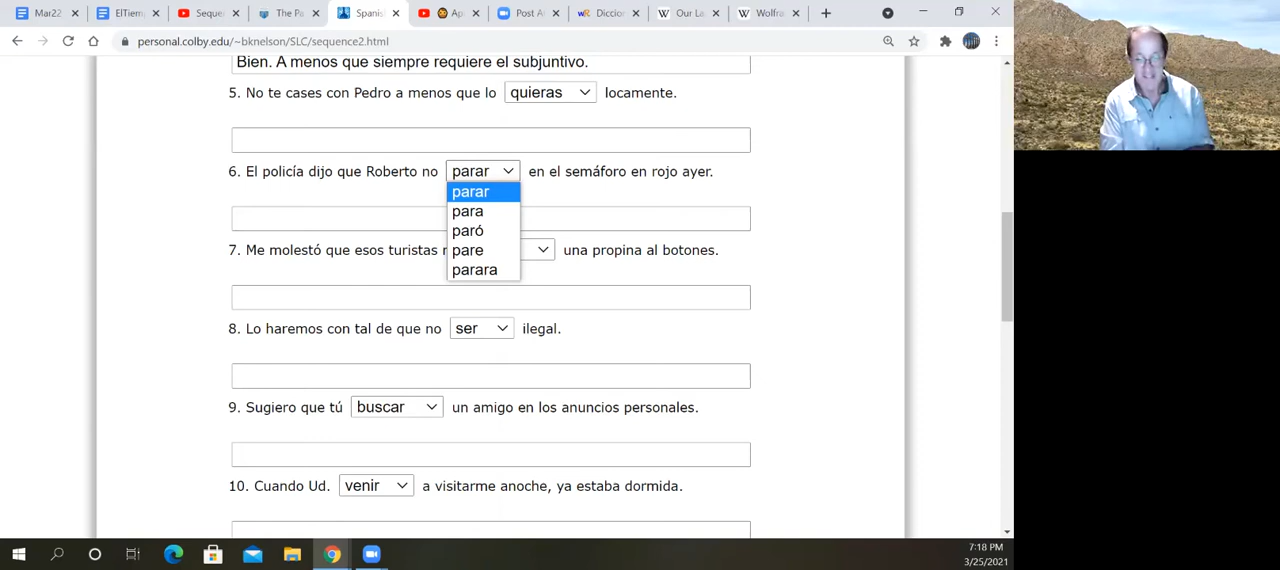 Mar22
ElTiem
Sequen
The Pa
Spanis
Ap
Post A
Diccio
Our La
Wolfra
personal.colby.edu/~bknelson/SLC/sequence2.html
Bien. A menos que siempre requiere el subjuntivo.
5. No te cases con Pedro a menos que lo quieras locamente.
6. El policía dijo que Roberto no parar en el semáforo en rojo ayer.
parar
para
paró
pare
parara
7. Me molestó que esos turistas una propina al botones.
8. Lo haremos con tal de que no ser ilegal.
9. Sugiero que tú buscar un amigo en los anuncios personales.
10. Cuando Ud. venir a visitarme anoche, ya estaba dormida.
7:18 PM
3/25/2021